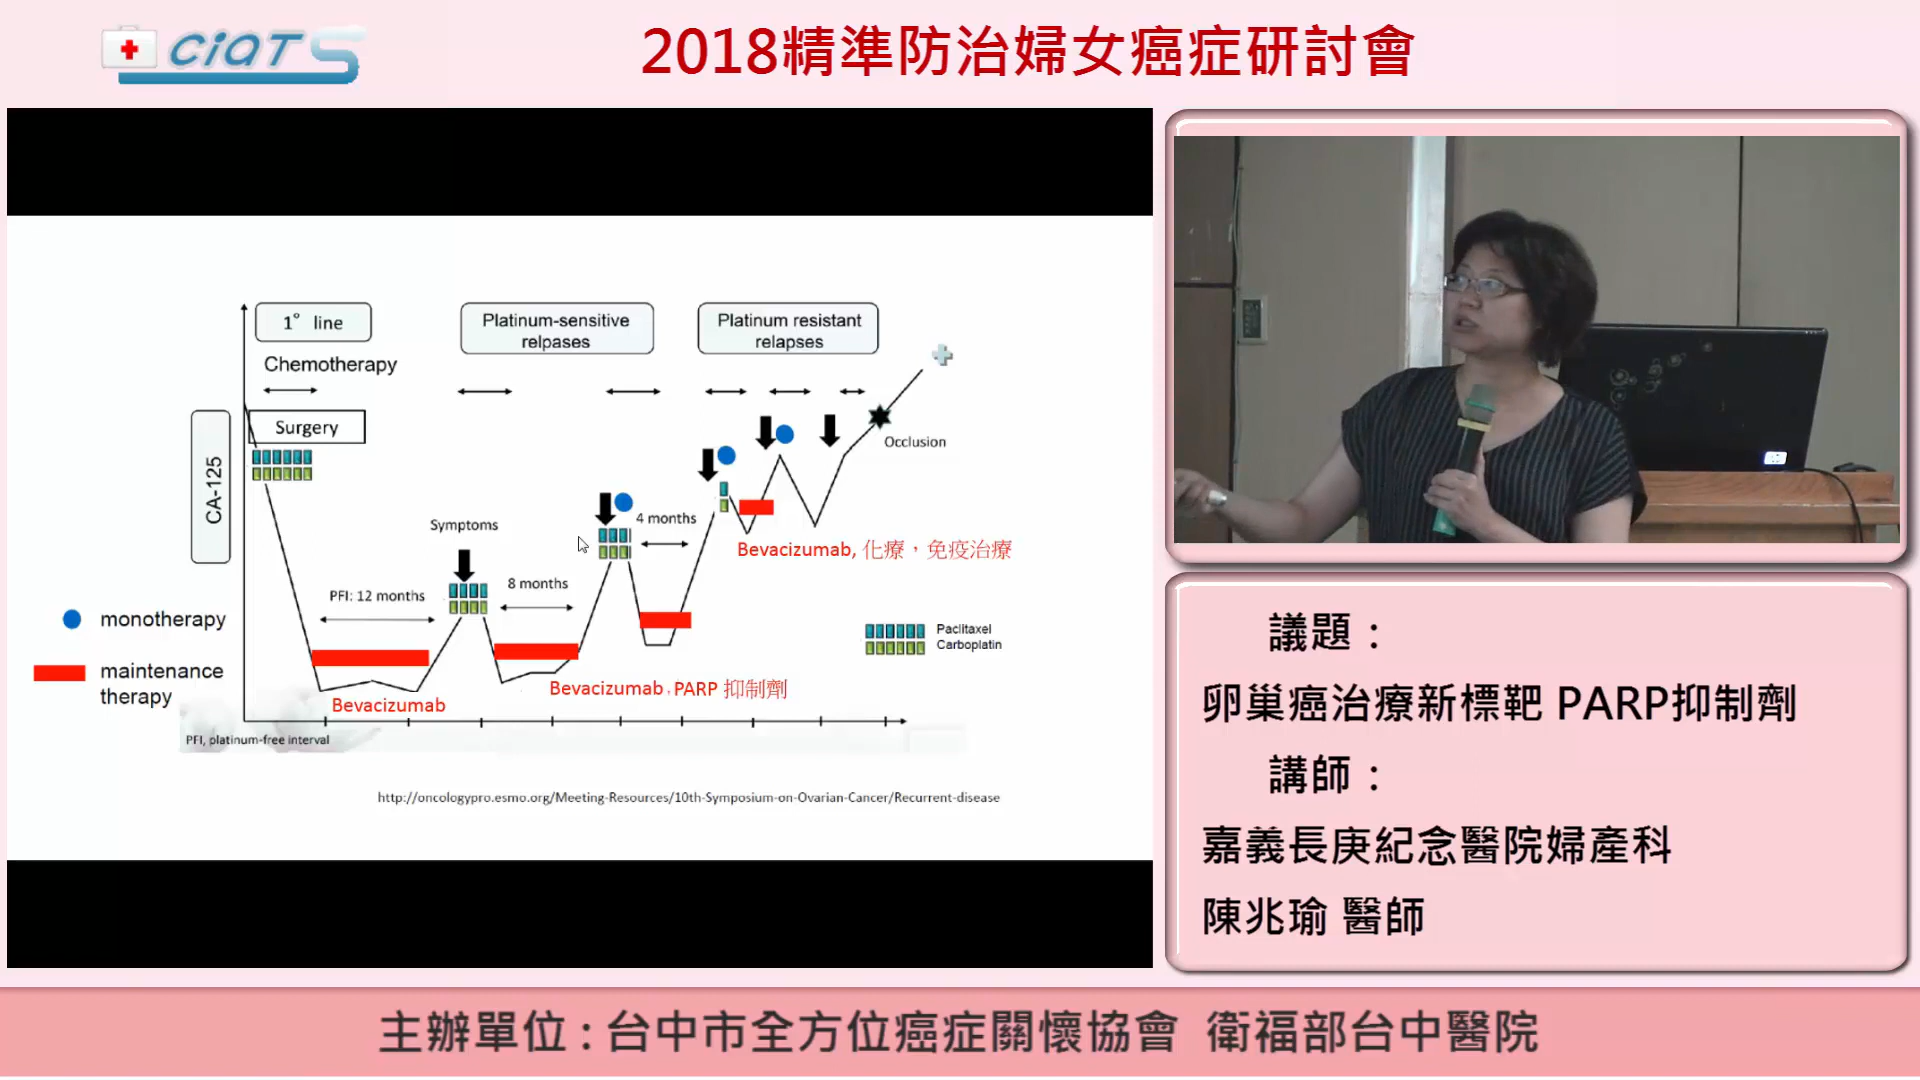 CiQTS
2018精準防治婦女癌症研討會
1° line
Platinum-sensitive
relpases
Platinum resistant
relapses
Chemotherapy
Surgery
CA-125
Occlusion
Symptoms
4 months
Bevacizumab, 化療，免疫治療
PFI: 12 months
8 months
monotherapy
Paclitaxel
Carboplatin
maintenance
therapy
Bevacizumab
Bevacizumab, PARP 抑制劑
PFI, platinum-free interval
http://oncologypro.esmo.org/Meeting-Resources/10th-Symposium-on-Ovarian-Cancer/Recurrent-disease
議題：
卵巢癌治療新標靶 PARP抑制劑
講師：
嘉義長庚紀念醫院婦產科
陳兆瑜 醫師
主辦單位 : 台中市全方位癌症關懷協會 衛福部台中醫院